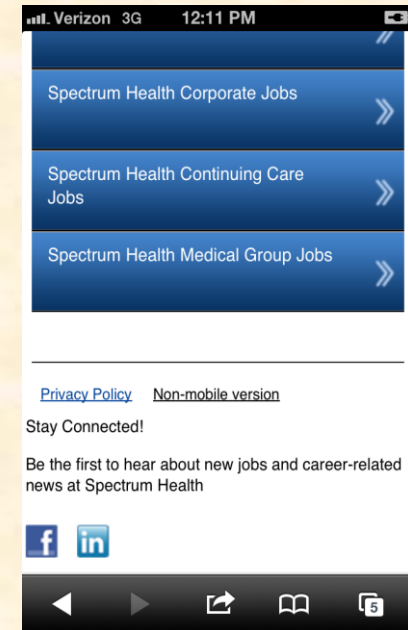 Verizon 3G 12:11 PM
Spectrum Health Corporate Jobs
Spectrum Health Continuing Care
Jobs
Spectrum Health Medical Group Jobs
Privacy Policy Non-mobile version
Stay Connected!
Be the first to hear about new jobs and career-related
news at Spectrum Health
f in
5